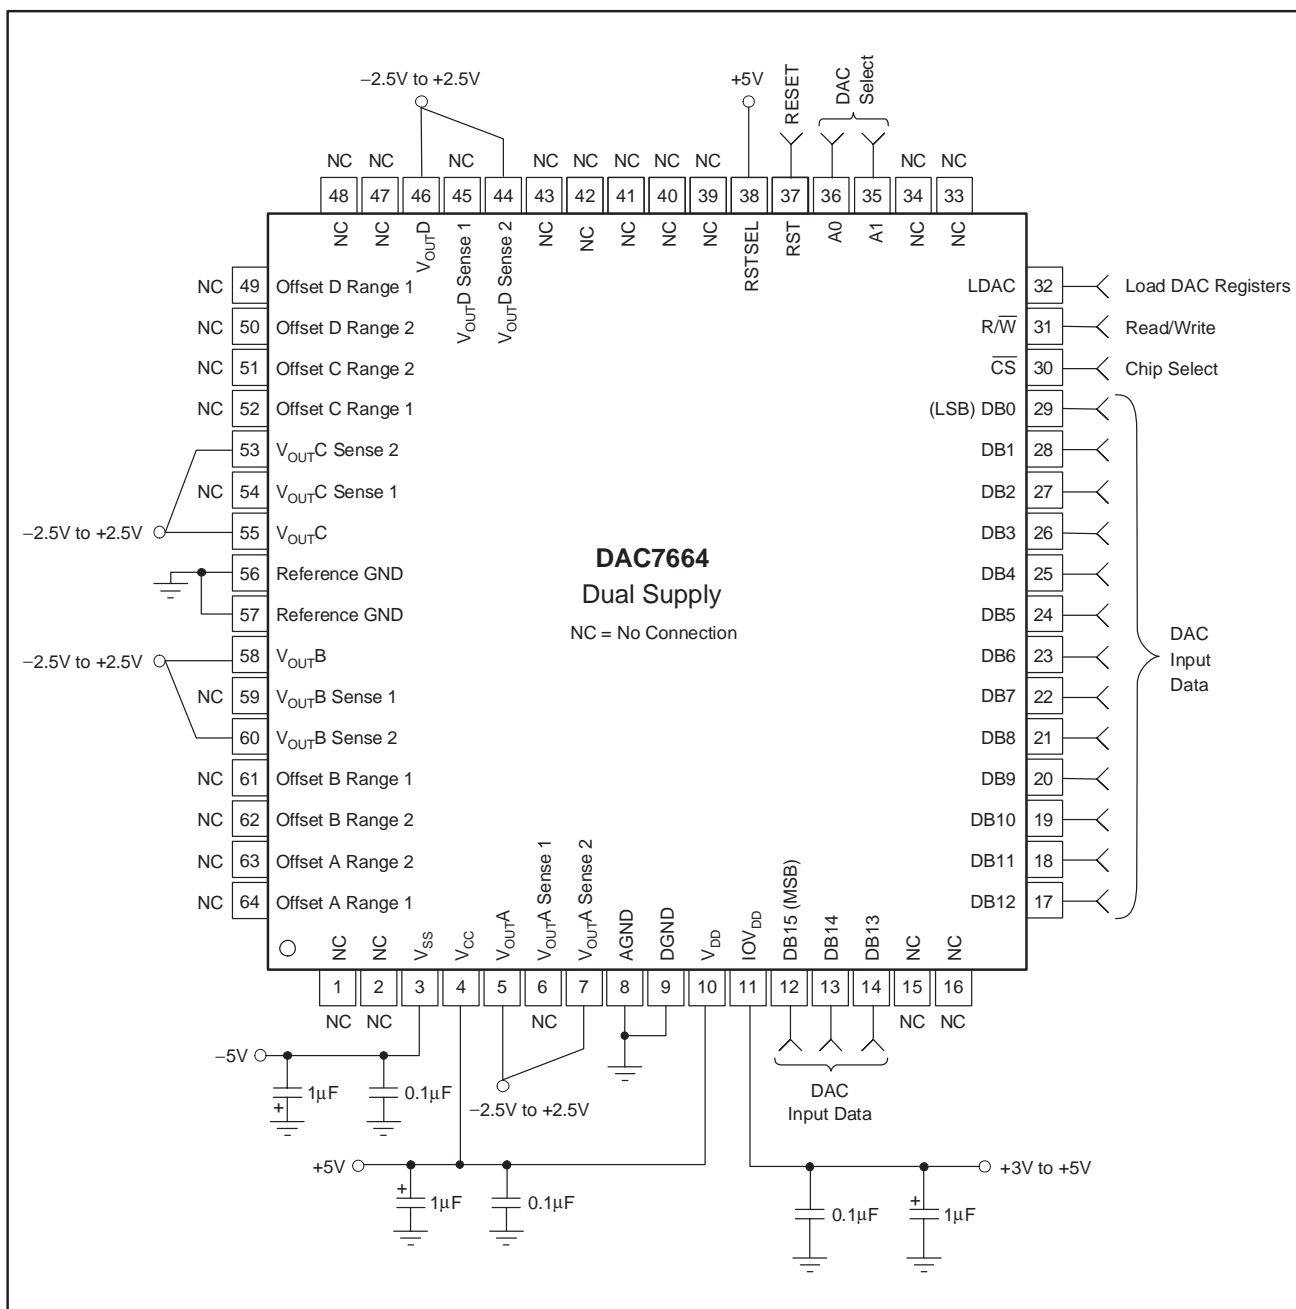 −2.5V to +2.5V
+5V
RESET
DAC
Select
NC NC NC NC NC NC NC NC NC NC
48 47 46 45 44 43 42 41 40 39 38 37 36 35 34 33
NC NC VOUTD VOUTD Sense 1 VOUTD Sense 2 NC NC NC NC NC RSTSEL RST A0 A1 NC NC
NC 49 Offset D Range 1
NC 50 Offset D Range 2
NC 51 Offset C Range 2
NC 52 Offset C Range 1
53 VOUTC Sense 2
NC 54 VOUTC Sense 1
−2.5V to +2.5V 55 VOUTC
56 Reference GND
57 Reference GND
−2.5V to +2.5V 58 VOUTB
NC 59 VOUTB Sense 1
60 VOUTB Sense 2
NC 61 Offset B Range 1
NC 62 Offset B Range 2
NC 63 Offset A Range 2
NC 64 Offset A Range 1
DAC7664
Dual Supply
NC = No Connection
LDAC 32 Load DAC Registers
R/W̅ 31 Read/Write
C̅S̅ 30 Chip Select
(LSB) DB0 29
DB1 28
DB2 27
DB3 26
DB4 25
DB5 24
DB6 23
DB7 22
DB8 21
DB9 20
DB10 19
DB11 18
DB12 17
DAC
Input
Data
NC NC VSS VCC VOUTA VOUTA Sense 1 VOUTA Sense 2 AGND DGND VDD IOVDD DB15 (MSB) DB14 DB13 NC NC
1 2 3 4 5 6 7 8 9 10 11 12 13 14 15 16
NC NC NC NC NC
−5V
+
1µF
0.1µF
−2.5V to +2.5V
DAC
Input Data
+5V
+
1µF
0.1µF
+3V to +5V
0.1µF
+
1µF